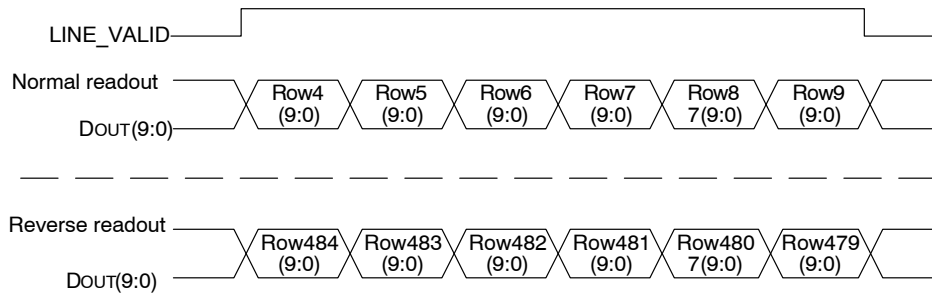 LINE_VALID
Normal readout
Row4 Row5 Row6 Row7 Row8 Row9
(9:0) (9:0) (9:0) (9:0) 7(9:0) (9:0)
DOUT(9:0)
Reverse readout
Row484 Row483 Row482 Row481 Row480 Row479
(9:0) (9:0) (9:0) (9:0) 7(9:0) (9:0)
DOUT(9:0)